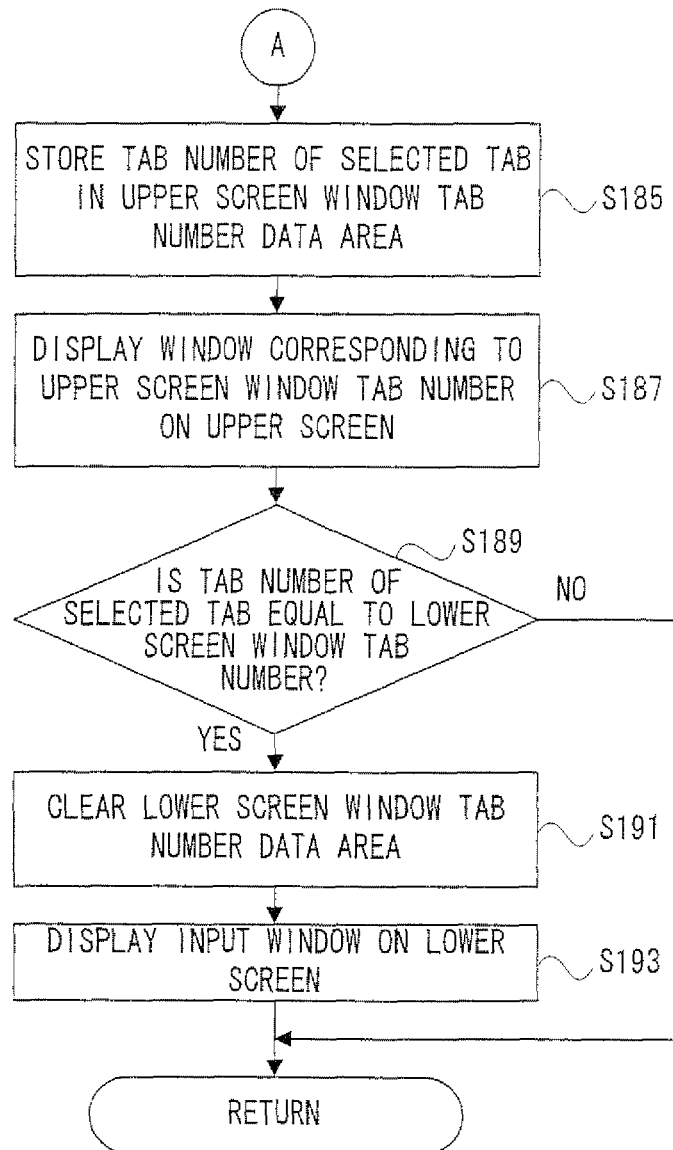 A
STORE TAB NUMBER OF SELECTED TAB
IN UPPER SCREEN WINDOW TAB
NUMBER DATA AREA
S185
DISPLAY WINDOW CORRESPONDING TO
UPPER SCREEN WINDOW TAB NUMBER
ON UPPER SCREEN
S187
S189
IS TAB NUMBER OF
SELECTED TAB EQUAL TO LOWER
SCREEN WINDOW TAB
NUMBER?
NO
YES
CLEAR LOWER SCREEN WINDOW TAB
NUMBER DATA AREA
S191
DISPLAY INPUT WINDOW ON LOWER
SCREEN
S193
RETURN